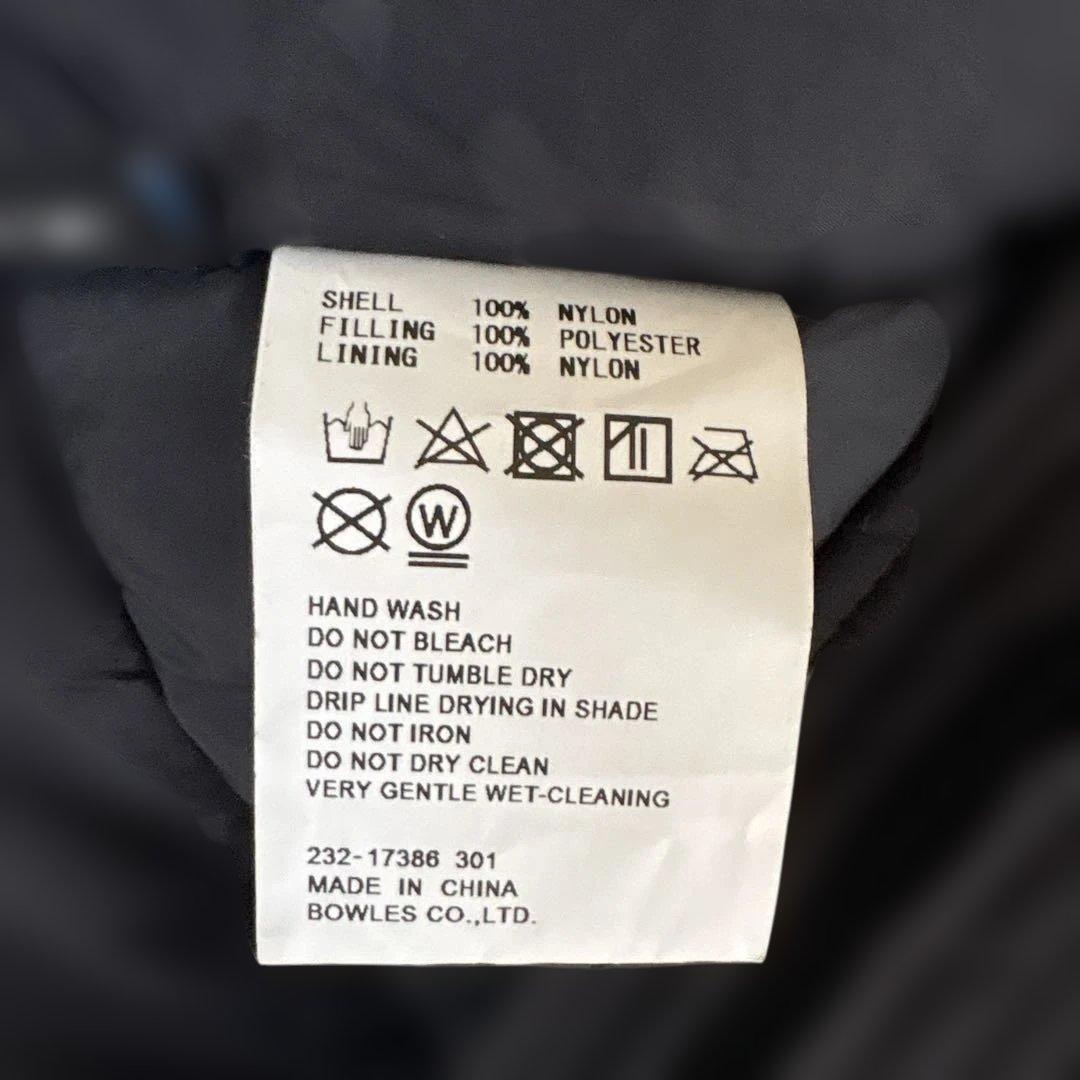 SHELL 100% NYLON
FILLING 100% POLYESTER
LINING 100% NYLON
W
HAND WASH
DO NOT BLEACH
DO NOT TUMBLE DRY
DRIP LINE DRYING IN SHADE
DO NOT IRON
DO NOT DRY CLEAN
VERY GENTLE WET-CLEANING
232-17386 301
MADE IN CHINA
BOWLES CO.,LTD.